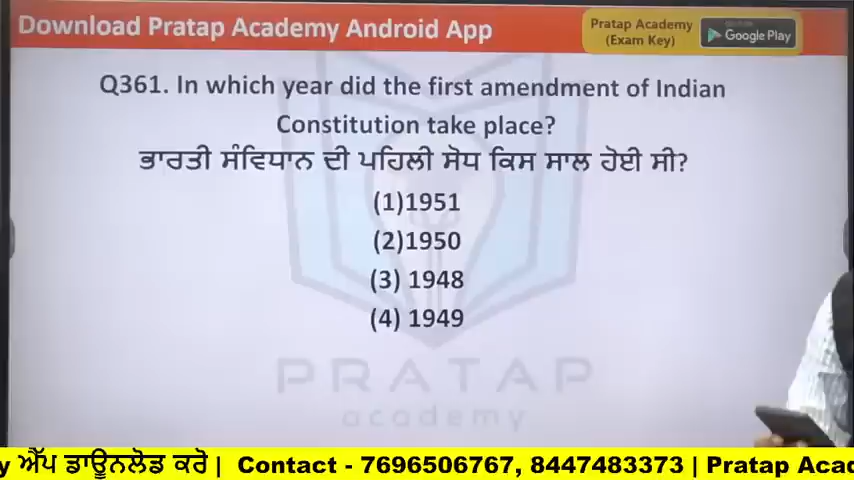 Download Pratap Academy Android App
Pratap Academy
(Exam Key)
Google Play
Q361. In which year did the first amendment of Indian
Constitution take place?
ਭਾਰਤੀ ਸੰਵਿਧਾਨ ਦੀ ਪਹਿਲੀ ਸੋਧ ਕਿਸ ਸਾਲ ਹੋਈ ਸੀ?
(1)1951
(2)1950
(3) 1948
(4) 1949
PRATAP
academy
y ਐੱਪ ਡਾਊਨਲੋਡ ਕਰੋ | Contact - 7696506767, 8447483373 | Pratap Acad